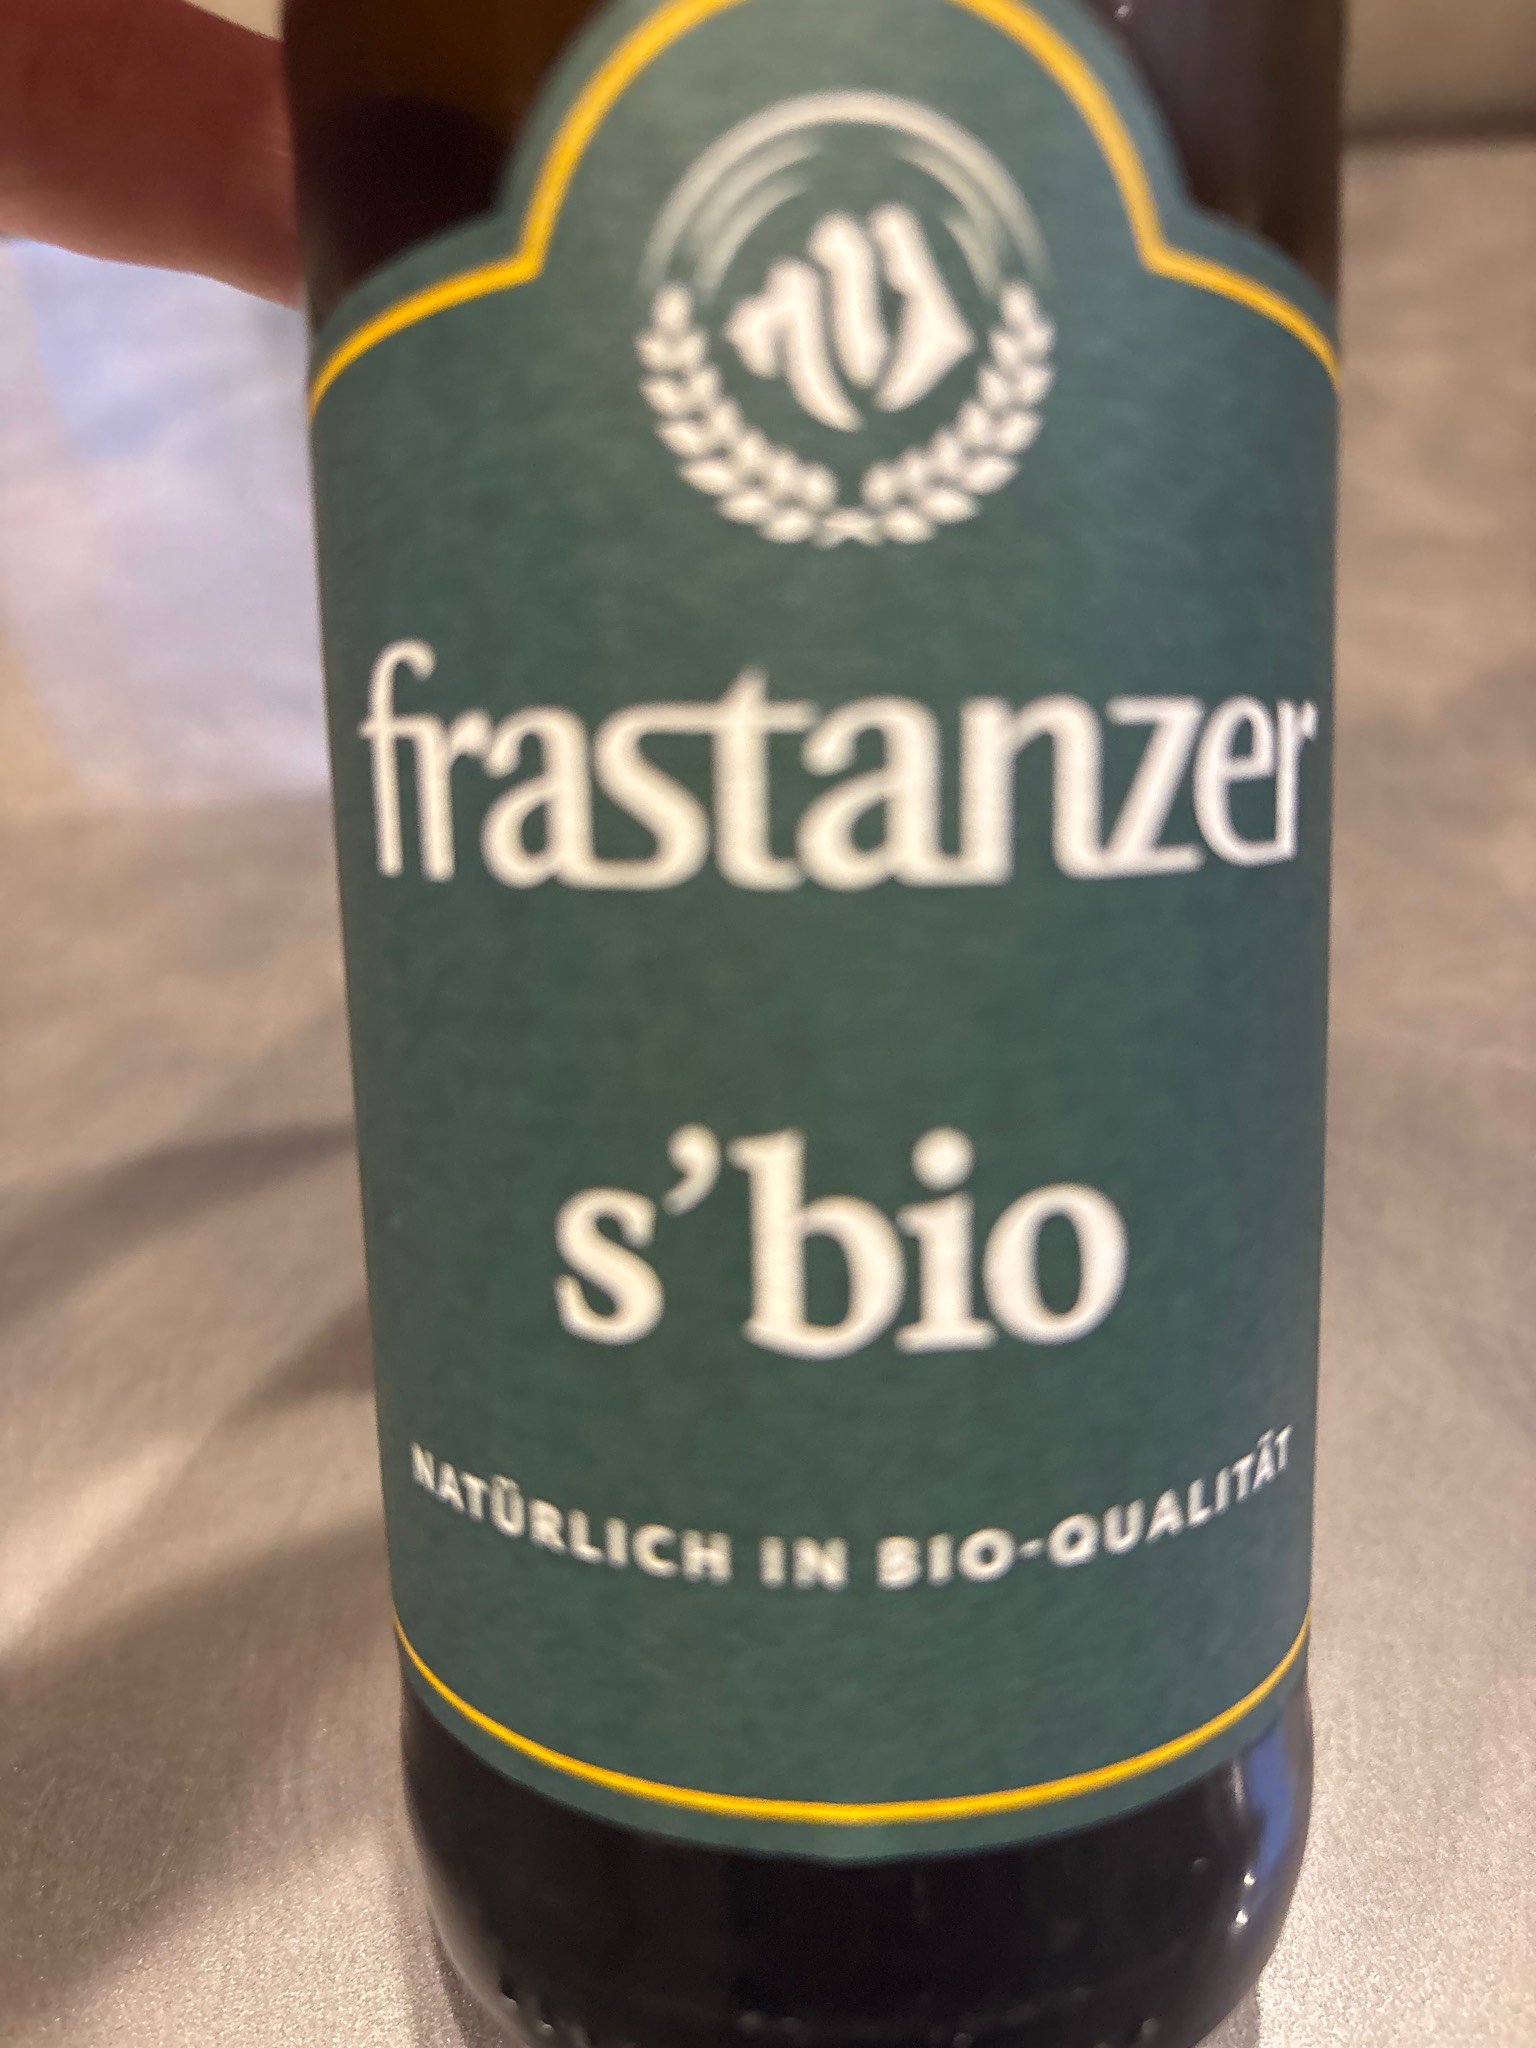 frastanzer
s'bio
NATÜRLICH IN BIO-QUALITÄT